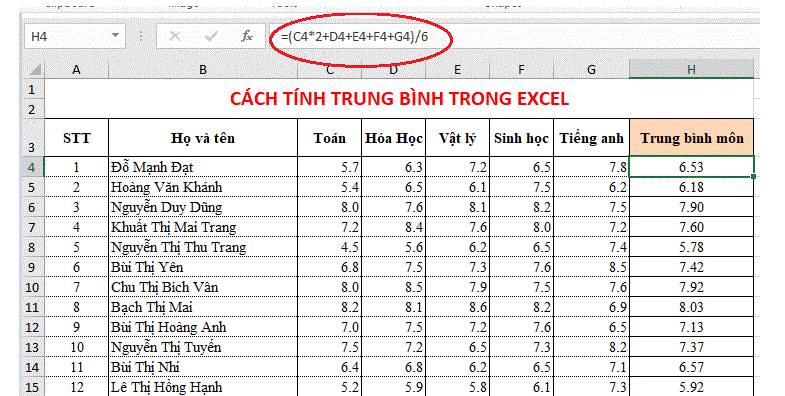 H4 fx =(C4*2+D4+E4+F4+G4)/6
A B C D E F G H
1
CÁCH TÍNH TRUNG BÌNH TRONG EXCEL
2
3 STT Họ và tên Toán Hóa Học Vật lý Sinh học Tiếng anh Trung bình môn
4 1 Đỗ Mạnh Đạt 5.7 6.3 7.2 6.5 7.8 6.53
5 2 Hoàng Văn Khánh 5.4 6.5 6.1 7.5 6.2 6.18
6 3 Nguyễn Duy Dũng 8.0 7.6 8.1 8.2 7.5 7.90
7 4 Khuất Thị Mai Trang 7.2 8.4 7.6 8.0 7.2 7.60
8 5 Nguyễn Thị Thu Trang 4.5 5.6 6.2 6.5 7.4 5.78
9 6 Bùi Thị Yên 6.8 7.5 7.3 7.6 8.5 7.42
10 7 Chu Thị Bích Vân 8.0 8.5 7.9 7.5 7.6 7.92
11 8 Bạch Thị Mai 8.2 8.1 8.6 8.2 6.9 8.03
12 9 Bùi Thị Hoàng Anh 7.0 7.5 7.2 7.6 6.5 7.13
13 10 Nguyễn Thị Tuyến 7.5 7.2 6.5 7.3 8.2 7.37
14 11 Bùi Thị Nhi 6.4 6.8 6.2 6.5 7.1 6.57
15 12 Lê Thị Hồng Hạnh 5.2 5.9 5.8 6.1 7.3 5.92